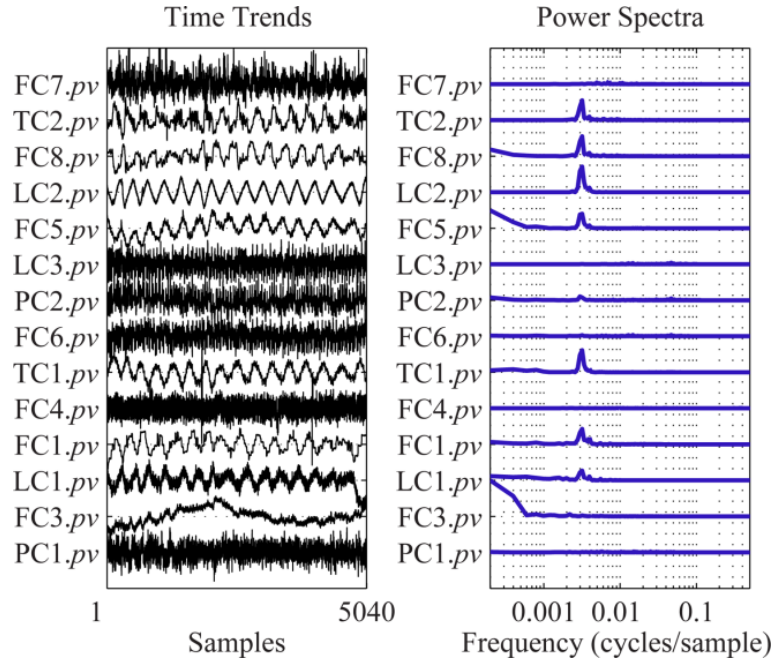 Time Trends
FC7.pv
TC2.pv
FC8.pv
LC2.pv
FC5.pv
LC3.pv
PC2.pv
FC6.pv
TC1.pv
FC4.pv
FC1.pv
LC1.pv
FC3.pv
PC1.pv
1 5040
Samples
Power Spectra
FC7.pv
TC2.pv
FC8.pv
LC2.pv
FC5.pv
LC3.pv
PC2.pv
FC6.pv
TC1.pv
FC4.pv
FC1.pv
LC1.pv
FC3.pv
PC1.pv
0.001 0.01 0.1
Frequency (cycles/sample)